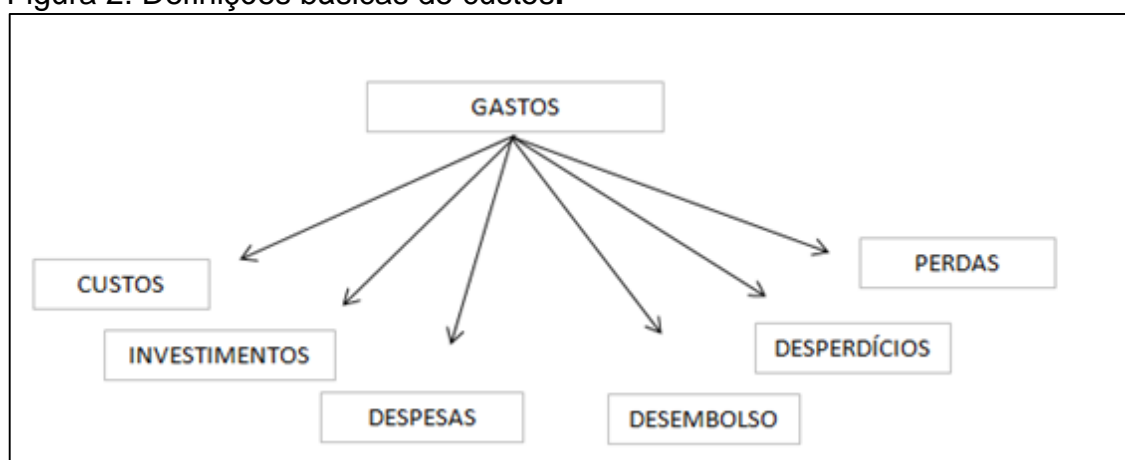 Figura 2. Definições básicas de custos.
GASTOS
CUSTOS
INVESTIMENTOS
DESPESAS
DESEMBOLSO
DESPERDÍCIOS
PERDAS